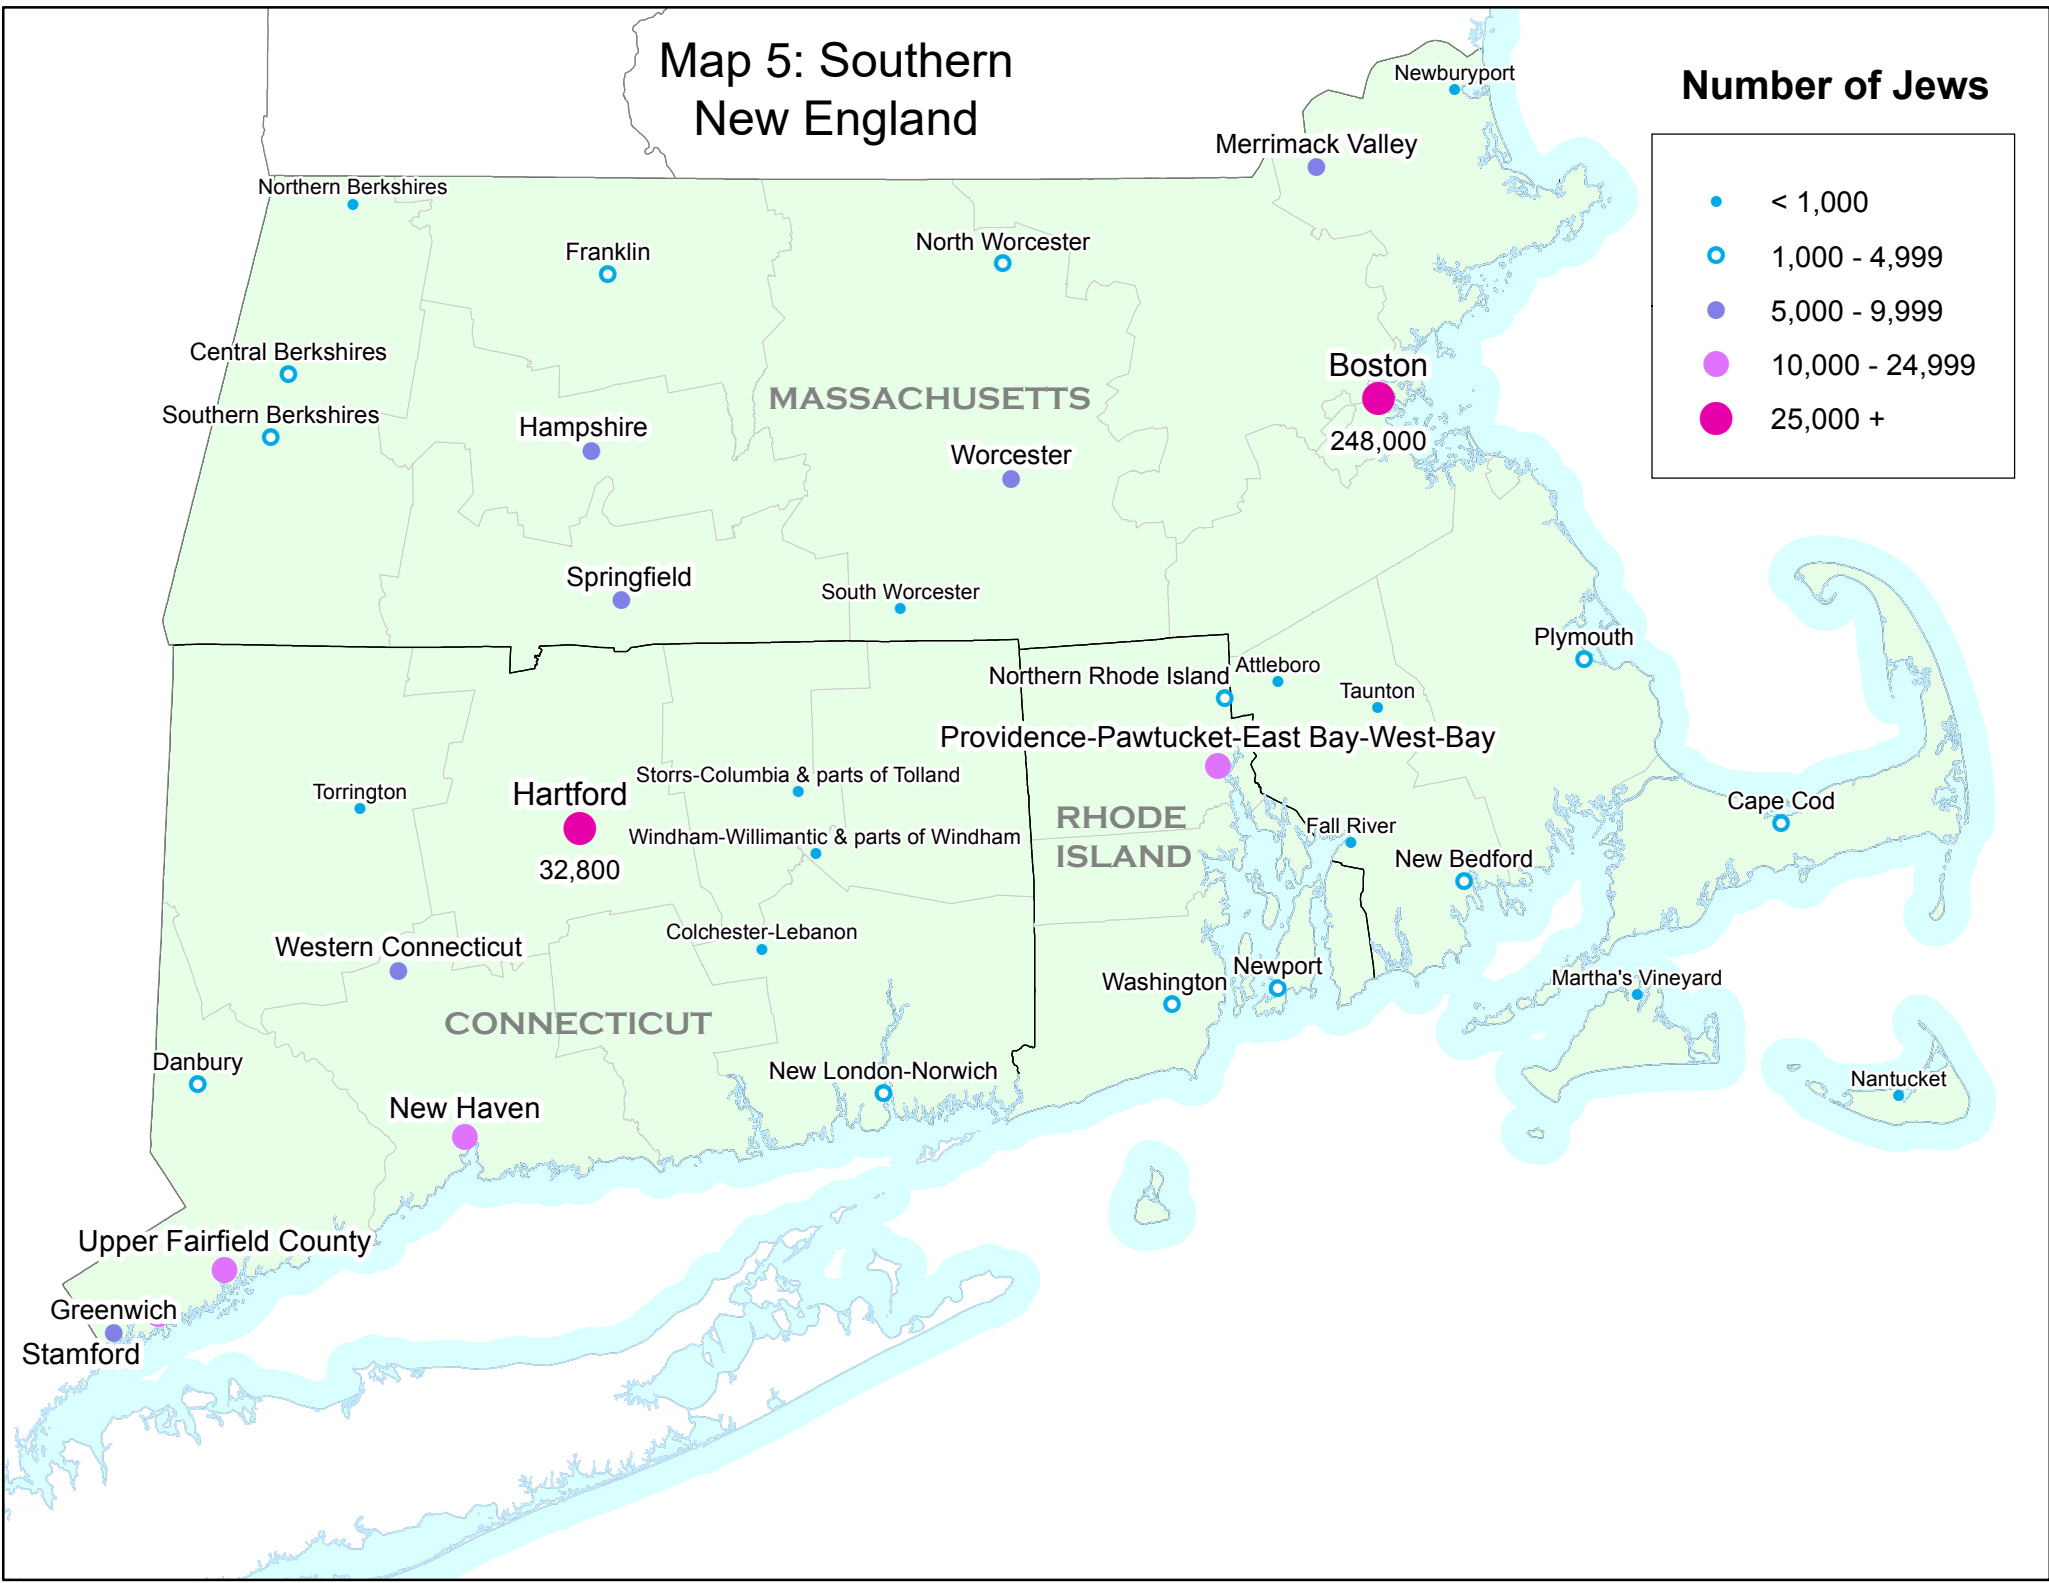 Map 5: Southern
New England
Number of Jews
< 1,000
1,000 - 4,999
5,000 - 9,999
10,000 - 24,999
25,000 +
Newburyport
Merrimack Valley
Northern Berkshires
Franklin
North Worcester
Central Berkshires
Boston
248,000
MASSACHUSETTS
Southern Berkshires
Hampshire
Worcester
Springfield
South Worcester
Plymouth
Northern Rhode Island
Attleboro
Taunton
Providence-Pawtucket-East Bay-West-Bay
Storrs-Columbia & parts of Tolland
Torrington
Hartford
32,800
Cape Cod
RHODE
ISLAND
Fall River
Windham-Willimantic & parts of Windham
New Bedford
Colchester-Lebanon
Western Connecticut
Newport
Washington
Martha's Vineyard
CONNECTICUT
Danbury
New London-Norwich
Nantucket
New Haven
Upper Fairfield County
Greenwich
Stamford